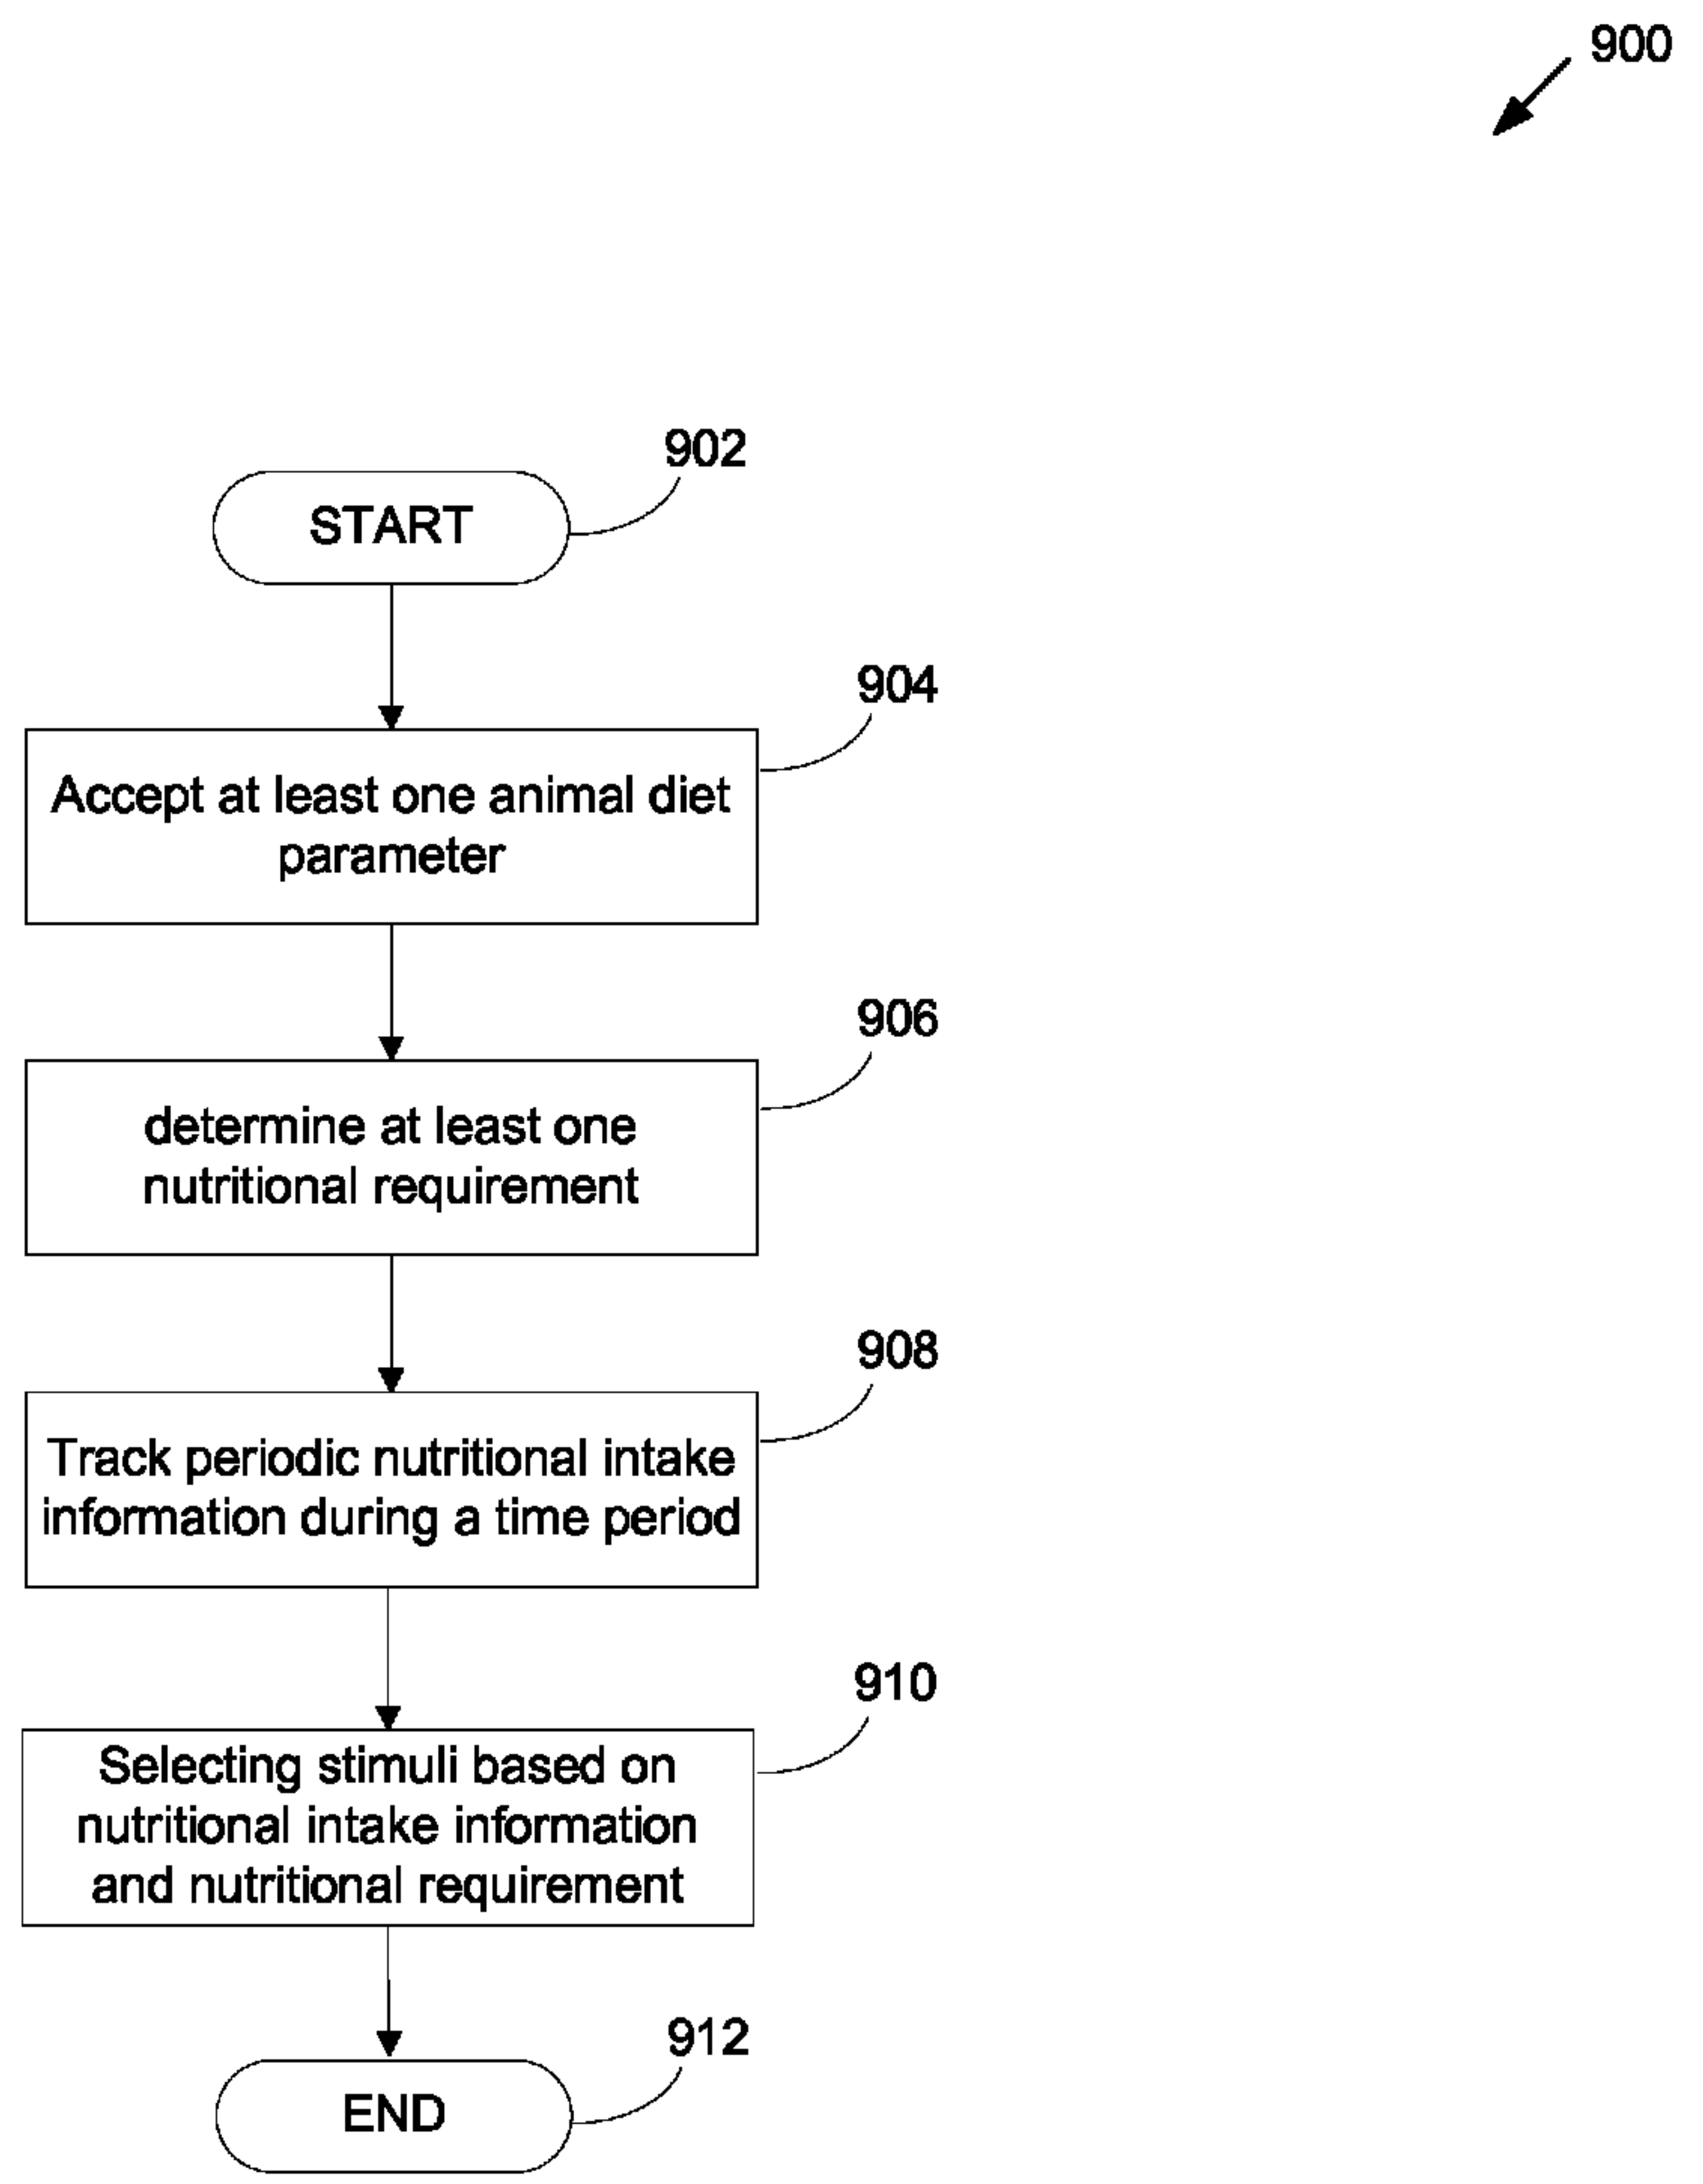 900
902
START
904
Accept at least one animal diet
parameter
906
determine at least one
nutritional requirement
908
Track periodic nutritional intake
information during a time period
910
Selecting stimuli based on
nutritional intake information
and nutritional requirement
912
END